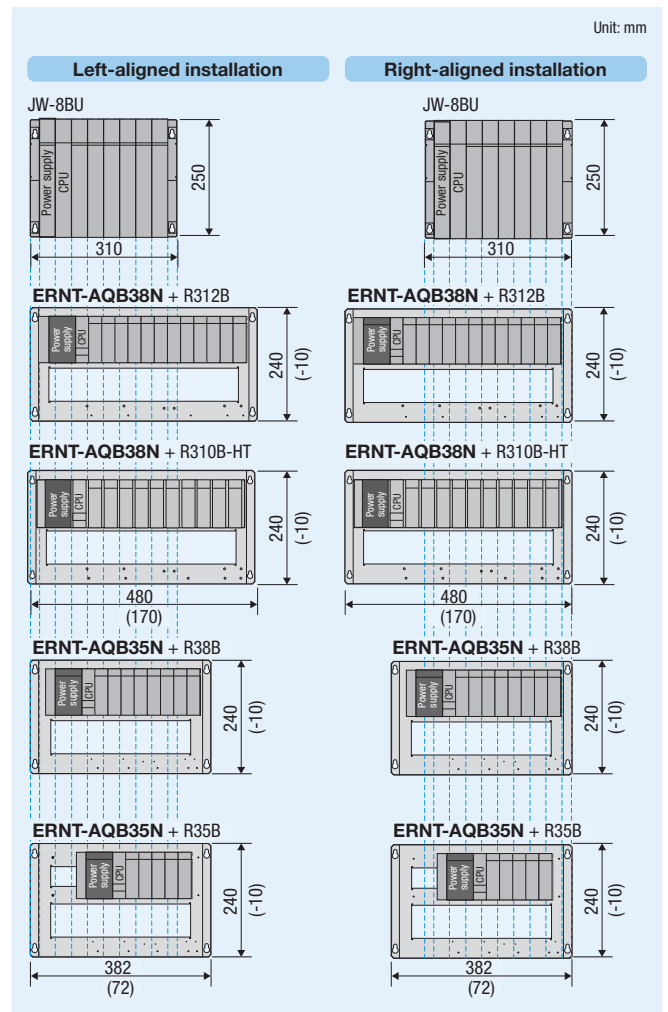 Unit: mm
Left-aligned installation
Right-aligned installation
JW-8BU
Power supply
CPU
250
310
JW-8BU
Power supply
CPU
250
310
ERNT-AQB38N + R312B
Power
supply
CPU
240
(-10)
ERNT-AQB38N + R312B
Power
supply
CPU
240
(-10)
ERNT-AQB38N + R310B-HT
Power
supply
CPU
240
(-10)
480
(170)
ERNT-AQB38N + R310B-HT
Power
supply
CPU
240
(-10)
480
(170)
ERNT-AQB35N + R38B
Power
supply
CPU
240
(-10)
ERNT-AQB35N + R38B
Power
supply
CPU
240
(-10)
ERNT-AQB35N + R35B
Power
supply
CPU
240
(-10)
382
(72)
ERNT-AQB35N + R35B
Power
supply
CPU
240
(-10)
382
(72)